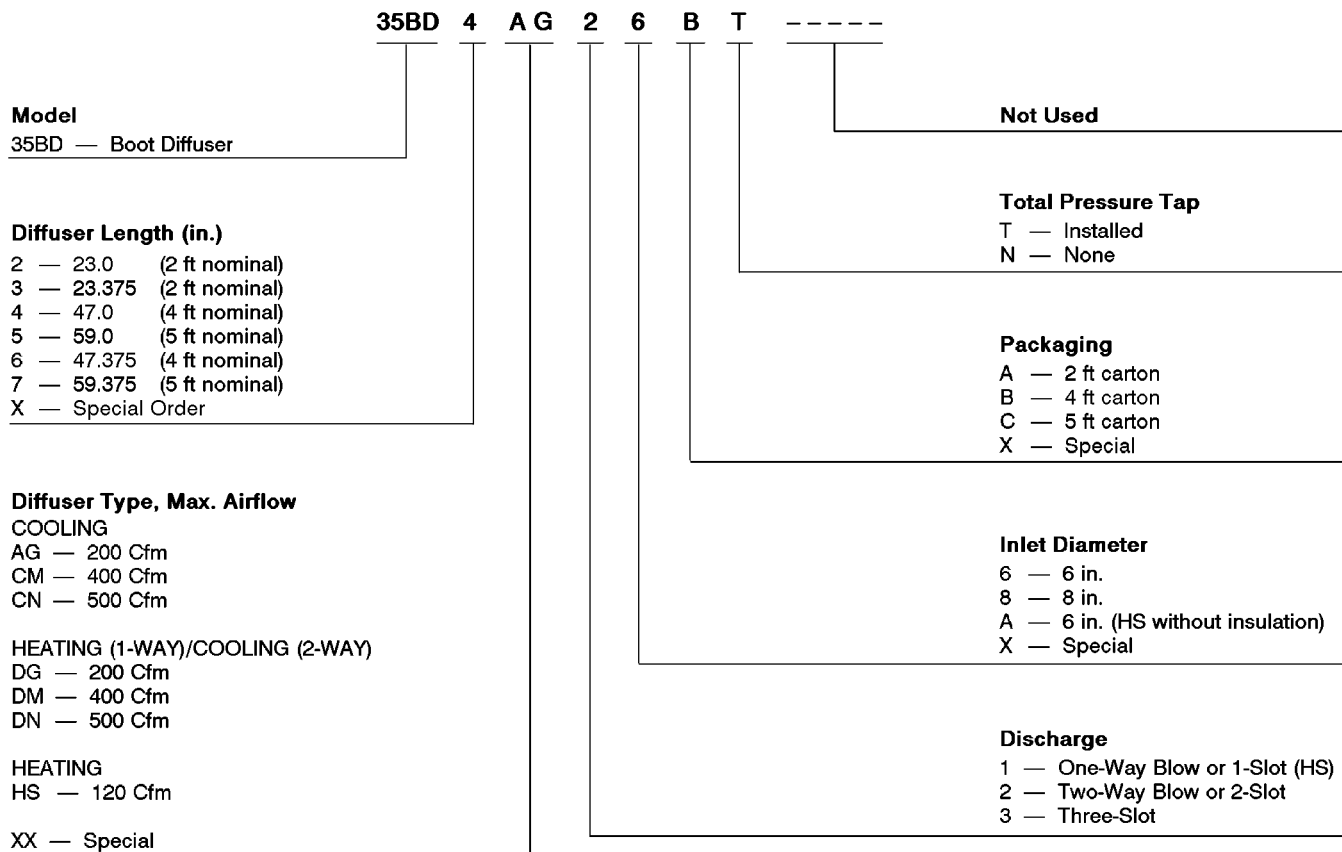 35BD 4 A G 2 6 B T – – – – –
Model
35BD — Boot Diffuser
Diffuser Length (in.)
2 — 23.0 (2 ft nominal)
3 — 23.375 (2 ft nominal)
4 — 47.0 (4 ft nominal)
5 — 59.0 (5 ft nominal)
6 — 47.375 (4 ft nominal)
7 — 59.375 (5 ft nominal)
X — Special Order
Diffuser Type, Max. Airflow
COOLING
AG — 200 Cfm
CM — 400 Cfm
CN — 500 Cfm
HEATING (1-WAY)/COOLING (2-WAY)
DG — 200 Cfm
DM — 400 Cfm
DN — 500 Cfm
HEATING
HS — 120 Cfm
XX — Special
Not Used
Total Pressure Tap
T — Installed
N — None
Packaging
A — 2 ft carton
B — 4 ft carton
C — 5 ft carton
X — Special
Inlet Diameter
6 — 6 in.
8 — 8 in.
A — 6 in. (HS without insulation)
X — Special
Discharge
1 — One-Way Blow or 1-Slot (HS)
2 — Two-Way Blow or 2-Slot
3 — Three-Slot